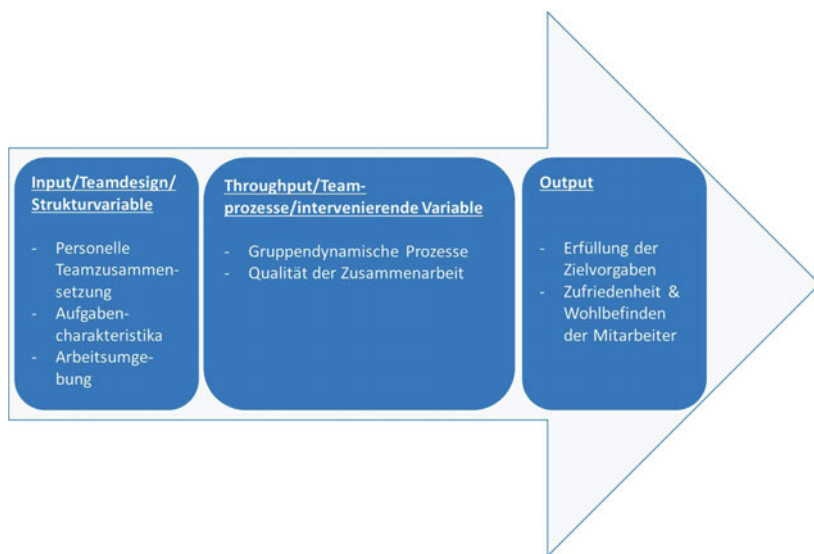 Input/Teamdesign/
Strukturvariable
- Personelle
Teamzusammen-
setzung
- Aufgaben-
charakteristika
- Arbeitsumge-
bung
Throughput/Team-
prozesse/intervenierende Variable
- Gruppendynamische Prozesse
- Qualität der Zusammenarbeit
Output
- Erfüllung der
Zielvorgaben
- Zufriedenheit &
Wohlbefinden
der Mitarbeiter